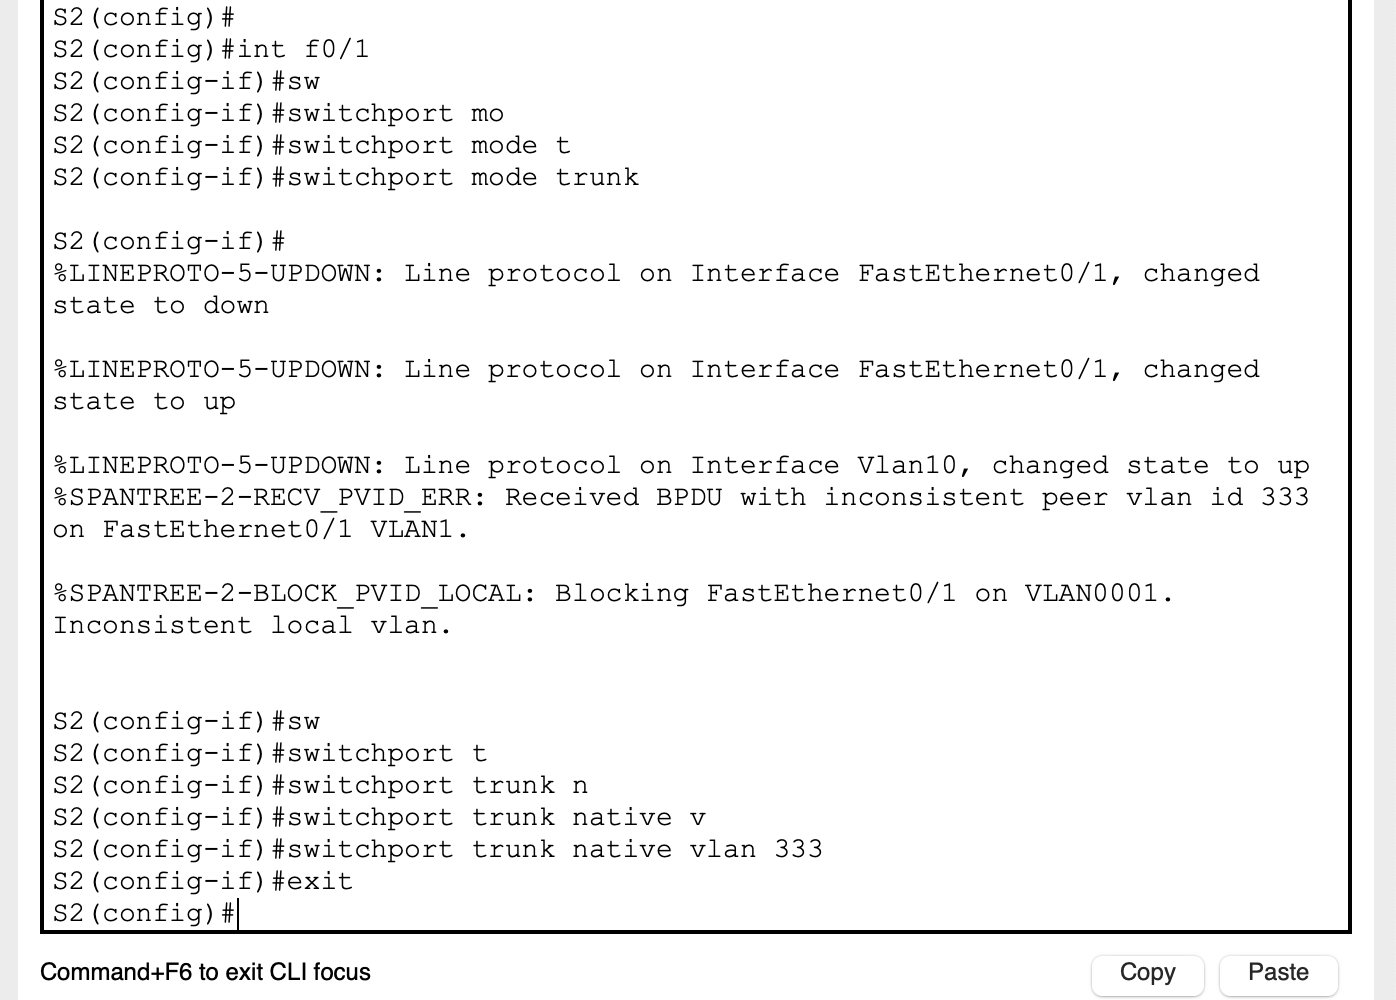 S2(config)#
S2(config)#int f0/1
S2(config-if)#sw
S2(config-if)#switchport mo
S2(config-if)#switchport mode t
S2(config-if)#switchport mode trunk
S2(config-if)#
%LINEPROTO-5-UPDOWN: Line protocol on Interface FastEthernet0/1, changed
state to down
%LINEPROTO-5-UPDOWN: Line protocol on Interface FastEthernet0/1, changed
state to up
%LINEPROTO-5-UPDOWN: Line protocol on Interface Vlan10, changed state to up
%SPANTREE-2-RECV_PVID_ERR: Received BPDU with inconsistent peer vlan id 333
on FastEthernet0/1 VLAN1.
%SPANTREE-2-BLOCK_PVID_LOCAL: Blocking FastEthernet0/1 on VLAN0001.
Inconsistent local vlan.
S2(config-if)#sw
S2(config-if)#switchport t
S2(config-if)#switchport trunk n
S2(config-if)#switchport trunk native v
S2(config-if)#switchport trunk native vlan 333
S2(config-if)#exit
S2(config)#
Command+F6 to exit CLI focus
Copy
Paste